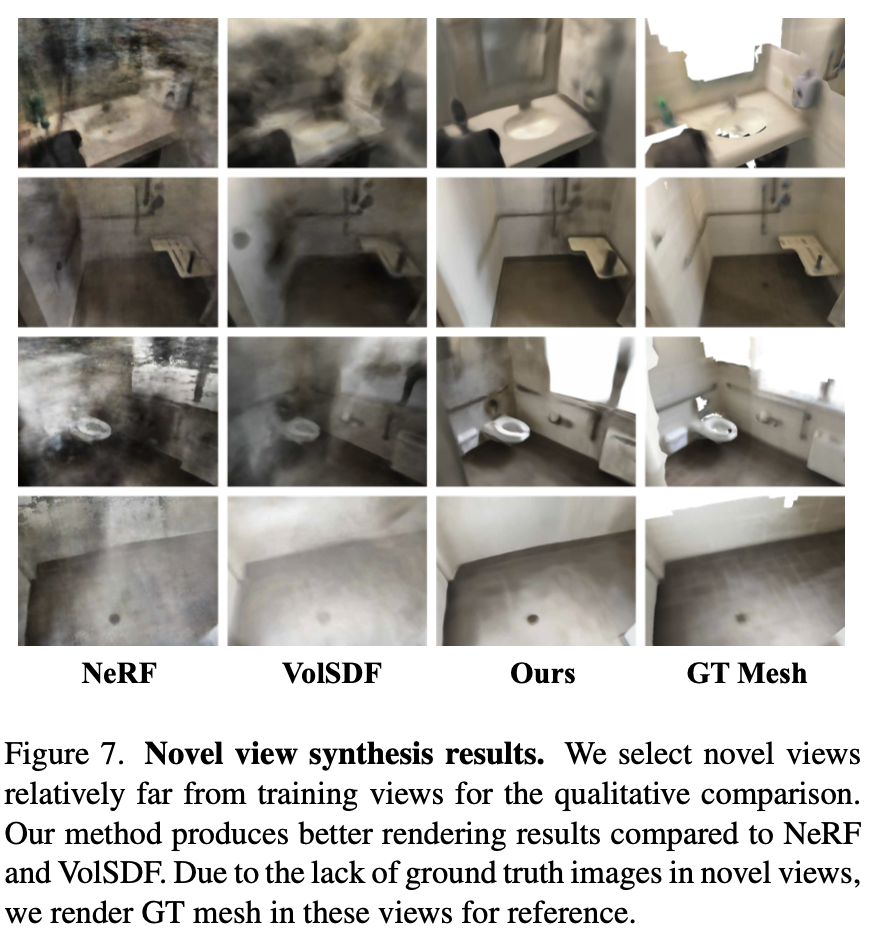 NeRF
VolSDF
Ours
GT Mesh
Figure 7. Novel view synthesis results. We select novel views
relatively far from training views for the qualitative comparison.
Our method produces better rendering results compared to NeRF
and VolSDF. Due to the lack of ground truth images in novel views,
we render GT mesh in these views for reference.